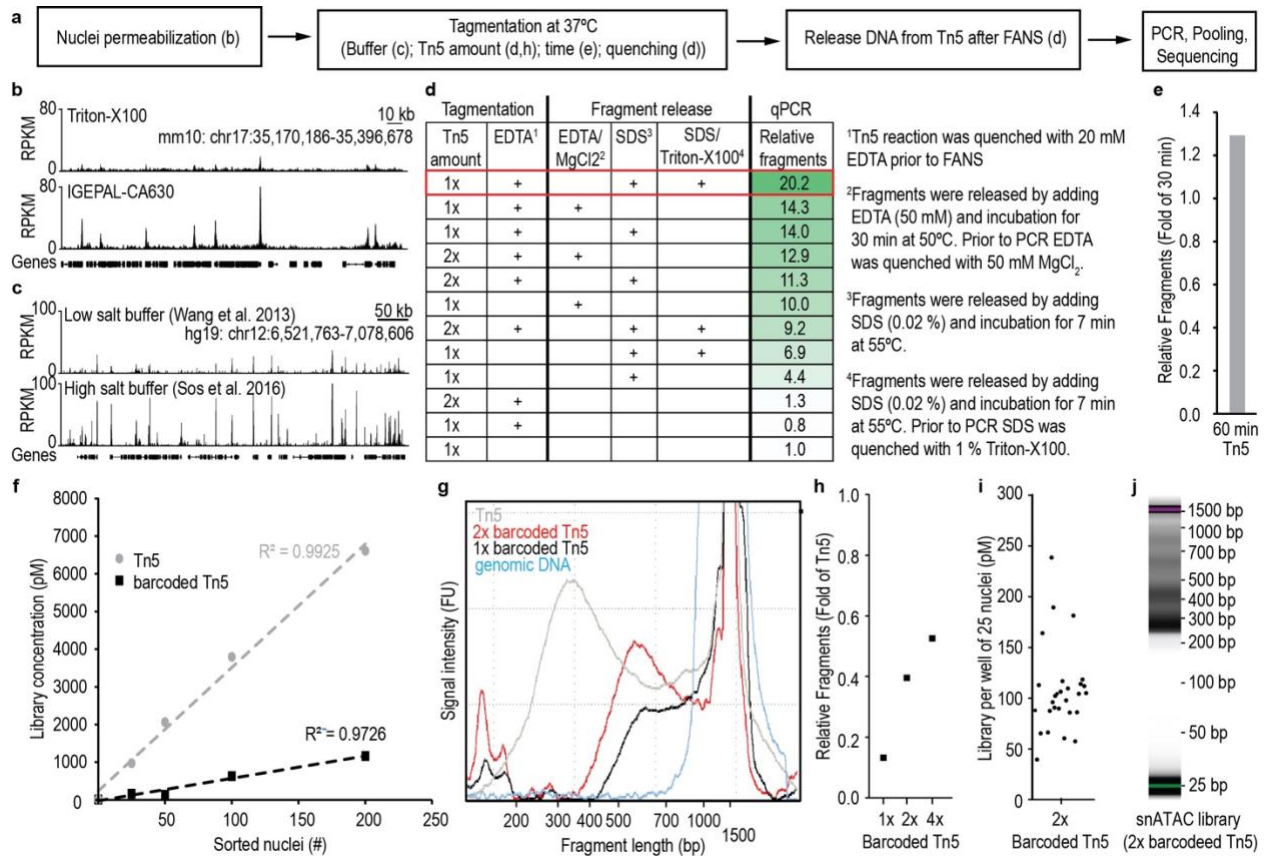 a
Nuclei permeabilization (b)
Tagmentation at 37ºC
(Buffer (c); Tn5 amount (d,h); time (e); quenching (d))
Release DNA from Tn5 after FANS (d)
PCR, Pooling,
Sequencing
b
80
Triton-X100
10 kb
mm10: chr17:35,170,186-35,396,678
RPKM
0
80
IGEPAL-CA630
RPKM
0
Genes
c
100
Low salt buffer (Wang et al. 2013)
50 kb
hg19: chr12:6,521,763-7,078,606
RPKM
0
100
High salt buffer (Sos et al. 2016)
RPKM
0
Genes
d
Tagmentation Fragment release qPCR
Tn5 amount EDTA¹ EDTA/ MgCl2² SDS³ SDS/ Triton-X100⁴ Relative fragments
1x + + + 20.2
1x + + 14.3
1x + + 14.0
2x + + 12.9
2x + + 11.3
1x + 10.0
2x + + + 9.2
1x + + 6.9
1x + 4.4
2x + 1.3
1x + 0.8
1x 1.0
¹Tn5 reaction was quenched with 20 mM
EDTA prior to FANS
²Fragments were released by adding
EDTA (50 mM) and incubation for
30 min at 50ºC. Prior to PCR EDTA
was quenched with 50 mM MgCl₂.
³Fragments were released by adding
SDS (0.02 %) and incubation for 7 min
at 55ºC.
⁴Fragments were released by adding
SDS (0.02 %) and incubation for 7 min
at 55ºC. Prior to PCR SDS was
quenched with 1 % Triton-X100.
e
Relative Fragments (Fold of 30 min)
1.4
1.2
1.0
0.8
0.6
0.4
0.2
0.0
60 min
Tn5
f
Library concentration (pM)
8000
7000
6000
5000
4000
3000
2000
1000
0
Tn5
barcoded Tn5
R² = 0.9925
R² = 0.9726
0 50 100 150 200 250
Sorted nuclei (#)
g
Signal intensity (FU)
Tn5
2x barcoded Tn5
1x barcoded Tn5
genomic DNA
200 300 400 500 700 1000 1500
Fragment length (bp)
h
Relative Fragments (Fold of Tn5)
1.0
0.8
0.6
0.4
0.2
0.0
1x 2x 4x
Barcoded Tn5
i
Library per well of 25 nuclei (pM)
300
250
200
150
100
50
0
2x
Barcoded Tn5
j
1500 bp
1000 bp
700 bp
500 bp
400 bp
300 bp
200 bp
100 bp
50 bp
25 bp
snATAC library
(2x barcodeed Tn5)